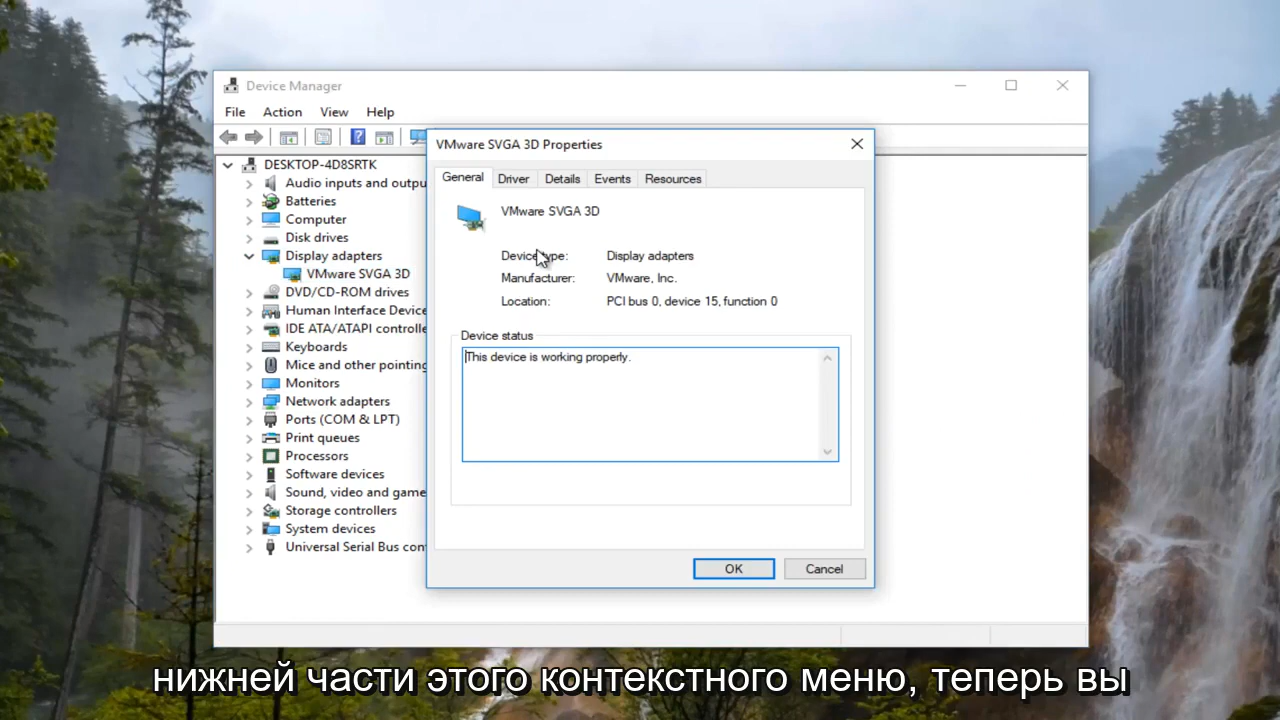 Device Manager
File Action View Help
VMware SVGA 3D Properties
DESKTOP-4D8SRTK
Audio inputs and outpu
Batteries
Computer
Disk drives
Display adapters
VMware SVGA 3D
DVD/CD-ROM drives
Human Interface Device
IDE ATA/ATAPI controlle
Keyboards
Mice and other pointing
Monitors
Network adapters
Ports (COM & LPT)
Print queues
Processors
Software devices
Sound, video and game
Storage controllers
System devices
Universal Serial Bus con
General Driver Details Events Resources
VMware SVGA 3D
Device type: Display adapters
Manufacturer: VMware, Inc.
Location: PCI bus 0, device 15, function 0
Device status
This device is working properly.
OK Cancel
нижней части этого контекстного меню, теперь вы